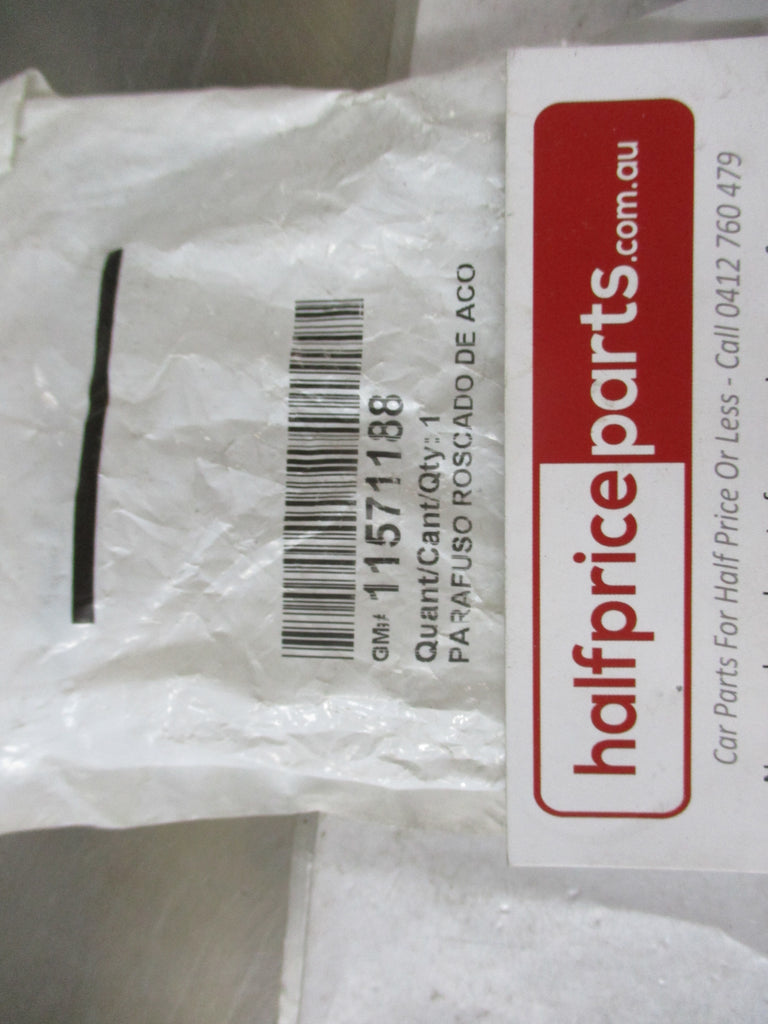 GM# 11571188
Quant/Cant/Qty: 1
PARAFUSO ROSCADO DE ACO
halfpriceparts.com.au
Car Parts For Half Price Or Less - Call 0412 760 479